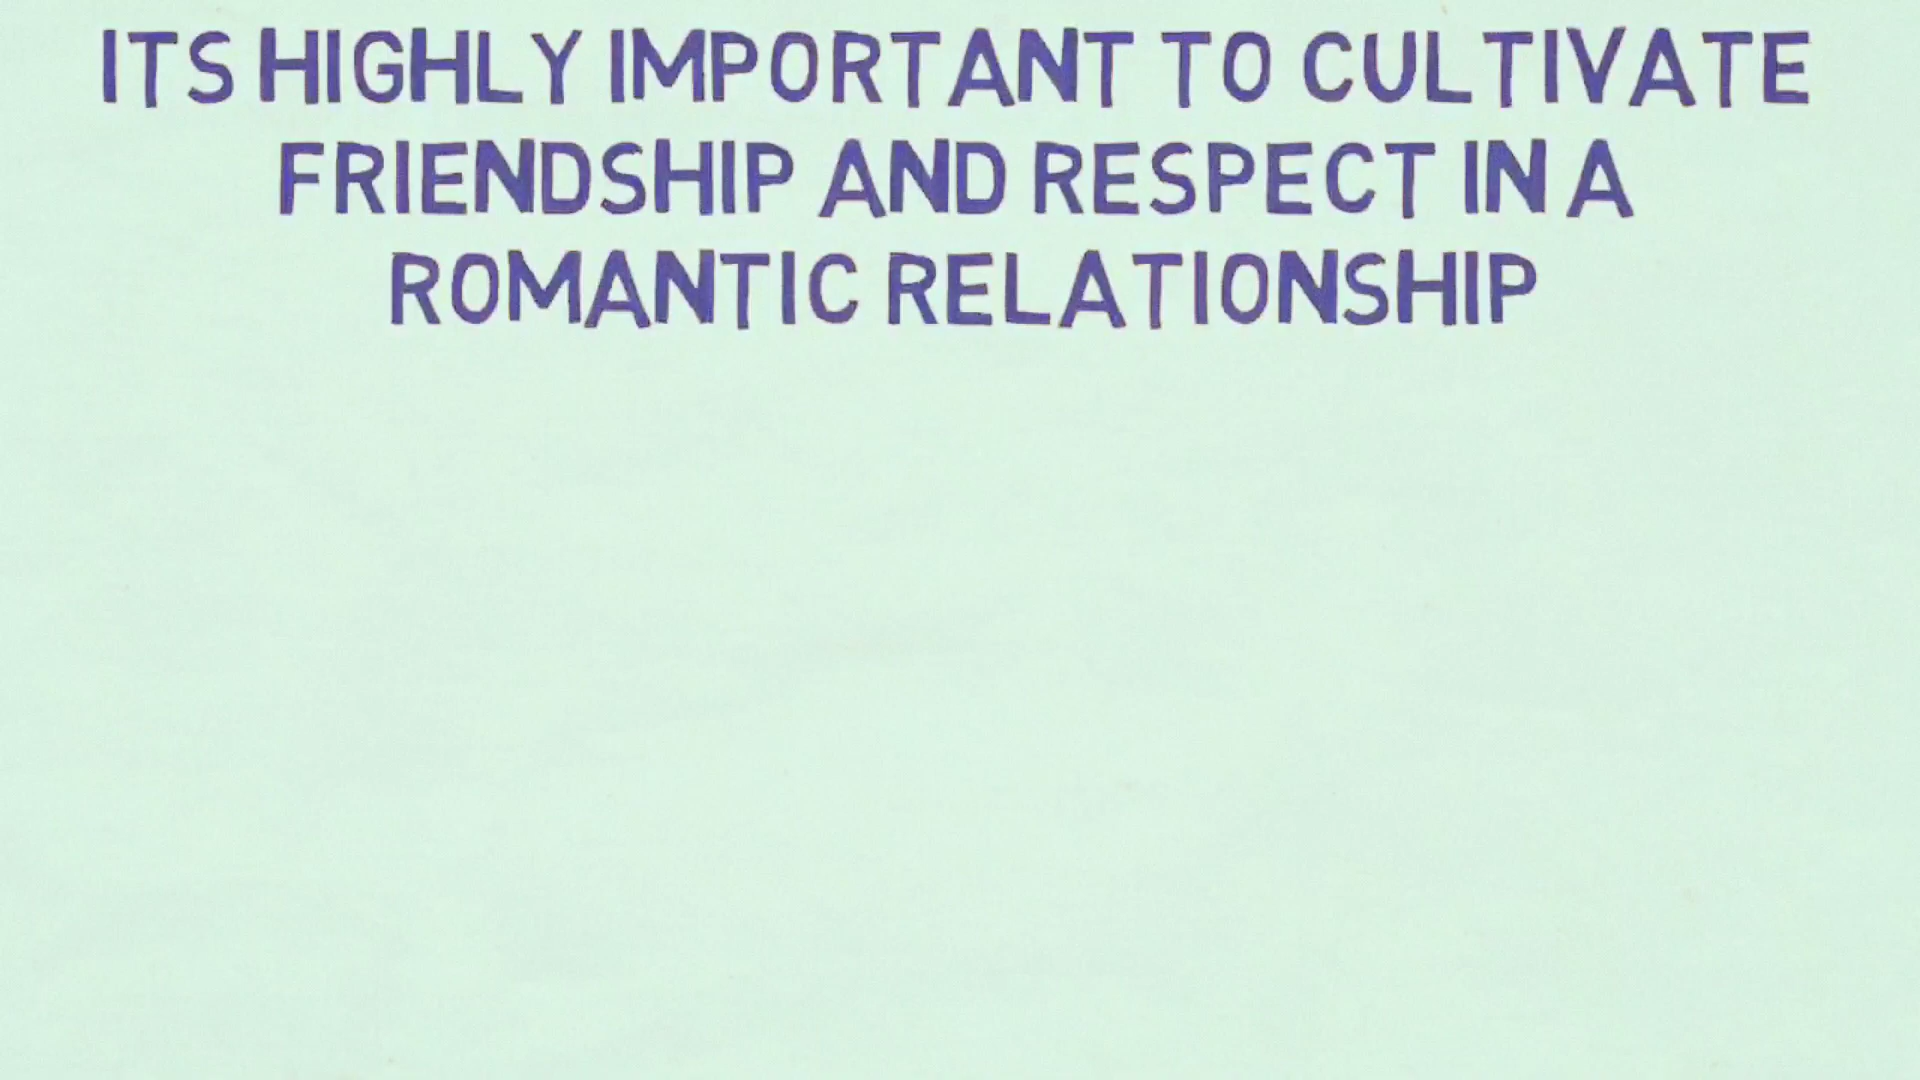 ITS HIGHLY IMPORTANT TO CULTIVATE
FRIENDSHIP AND RESPECT IN A
ROMANTIC RELATIONSHIP